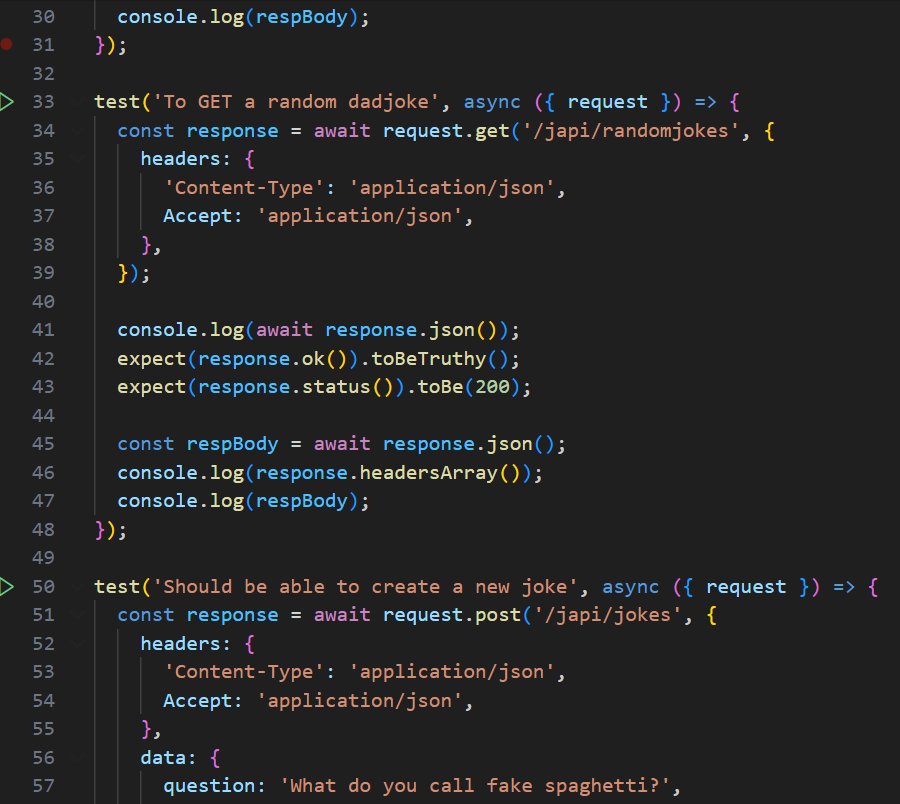 30 console.log(respBody);
31 });
32
33 test('To GET a random dadjoke', async ({ request }) => {
34 const response = await request.get('/japi/randomjokes', {
35 headers: {
36 'Content-Type': 'application/json',
37 Accept: 'application/json',
38 },
39 });
40
41 console.log(await response.json());
42 expect(response.ok()).toBeTruthy();
43 expect(response.status()).toBe(200);
44
45 const respBody = await response.json();
46 console.log(response.headersArray());
47 console.log(respBody);
48 });
49
50 test('Should be able to create a new joke', async ({ request }) => {
51 const response = await request.post('/japi/jokes', {
52 headers: {
53 'Content-Type': 'application/json',
54 Accept: 'application/json',
55 },
56 data: {
57 question: 'What do you call fake spaghetti?',